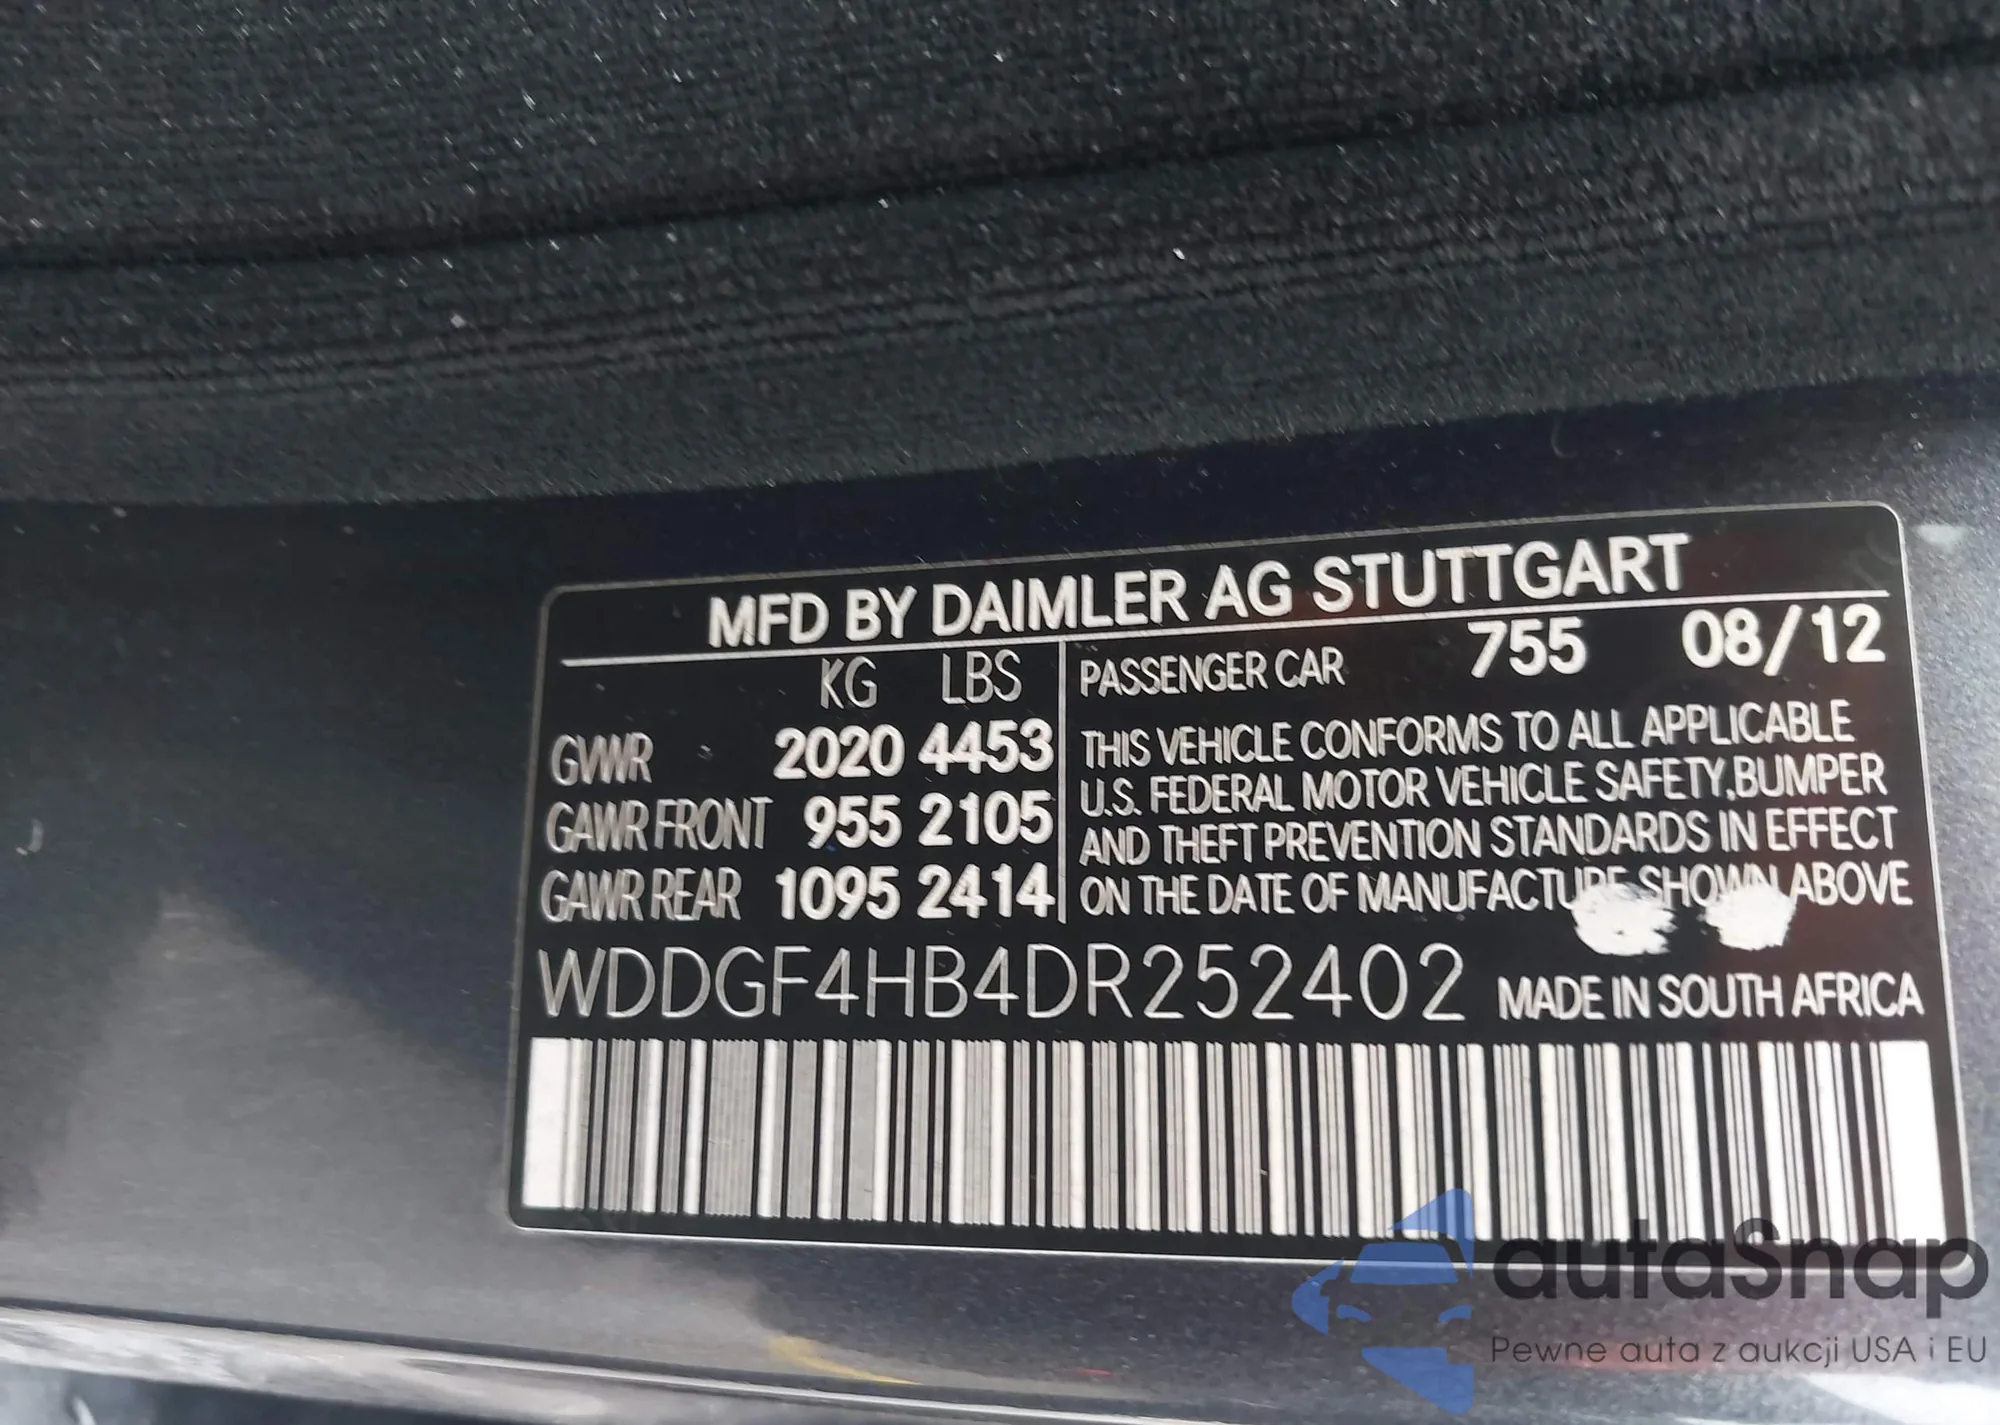 MFD BY DAIMLER AG STUTTGART
KG LBS
GVWR 2020 4453
GAWR FRONT 955 2105
GAWR REAR 1095 2414
PASSENGER CAR 755 08/12
THIS VEHICLE CONFORMS TO ALL APPLICABLE
U.S. FEDERAL MOTOR VEHICLE SAFETY,BUMPER
AND THEFT PREVENTION STANDARDS IN EFFECT
ON THE DATE OF MANUFACTURE SHOWN ABOVE
WDDGF4HB4DR252402 MADE IN SOUTH AFRICA
autaSnap
Pewne auta z aukcji USA i EU